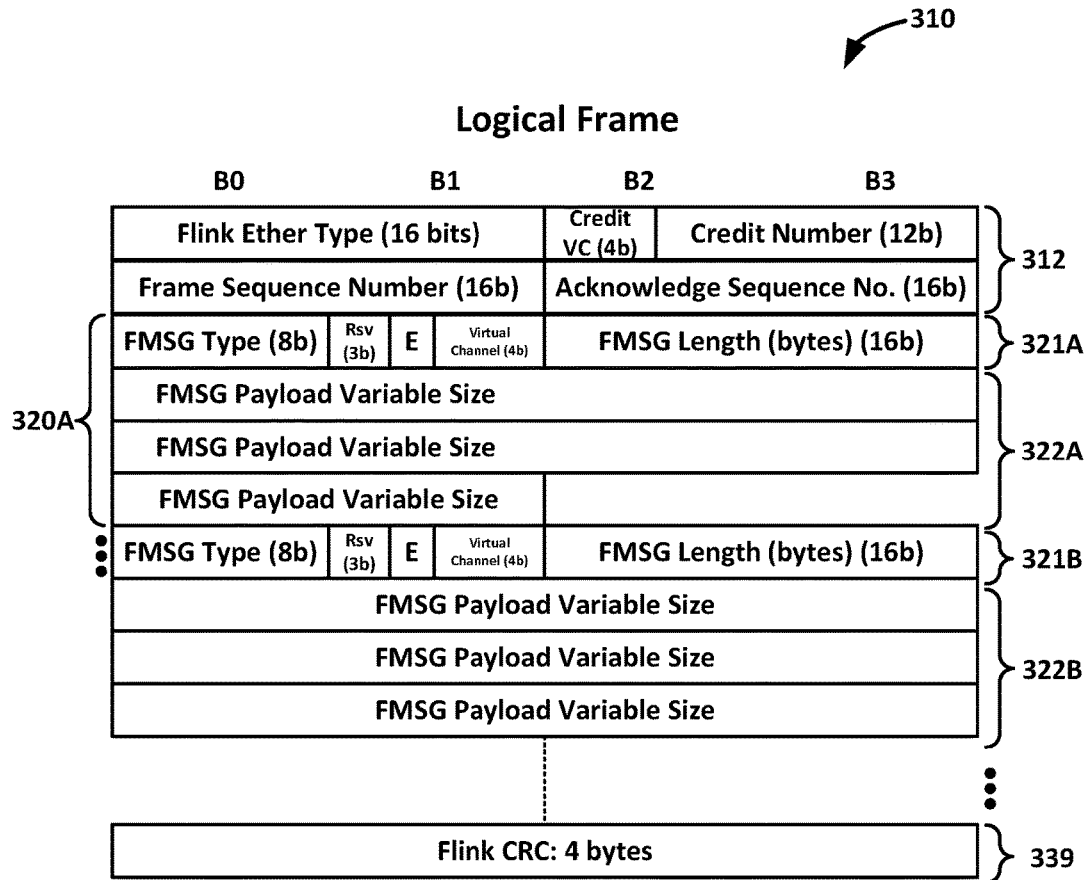 310
Logical Frame
B0 B1 B2 B3
Flink Ether Type (16 bits) Credit VC (4b) Credit Number (12b)
312
Frame Sequence Number (16b) Acknowledge Sequence No. (16b)
FMSG Type (8b) Rsv (3b) E Virtual Channel (4b) FMSG Length (bytes) (16b) 321A
FMSG Payload Variable Size
320A FMSG Payload Variable Size 322A
FMSG Payload Variable Size
FMSG Type (8b) Rsv (3b) E Virtual Channel (4b) FMSG Length (bytes) (16b) 321B
FMSG Payload Variable Size
FMSG Payload Variable Size 322B
FMSG Payload Variable Size
Flink CRC: 4 bytes 339